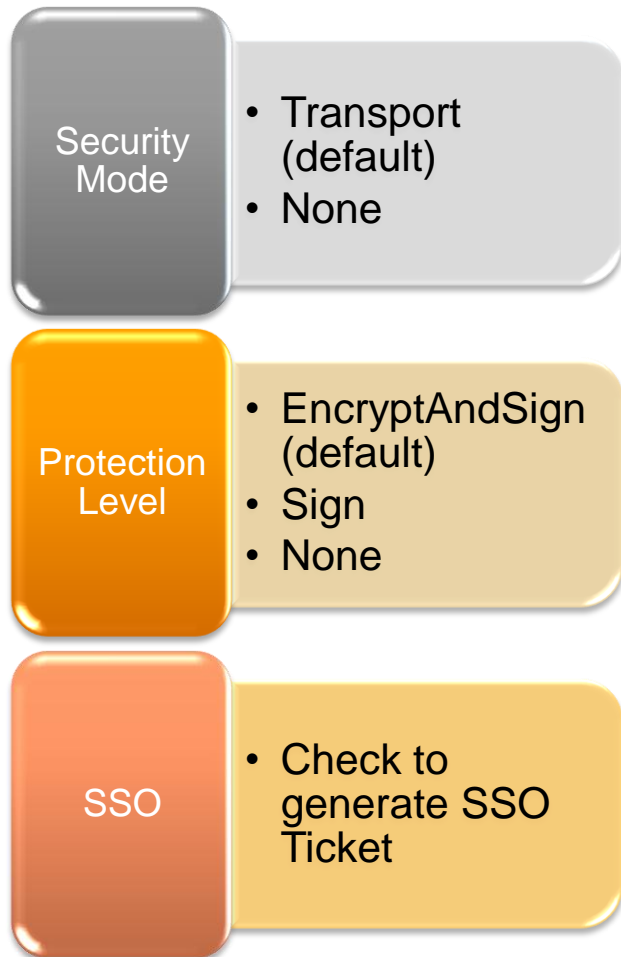 Security
Mode
• Transport
(default)
• None
Protection
Level
• EncryptAndSign
(default)
• Sign
• None
SSO
• Check to
generate SSO
Ticket